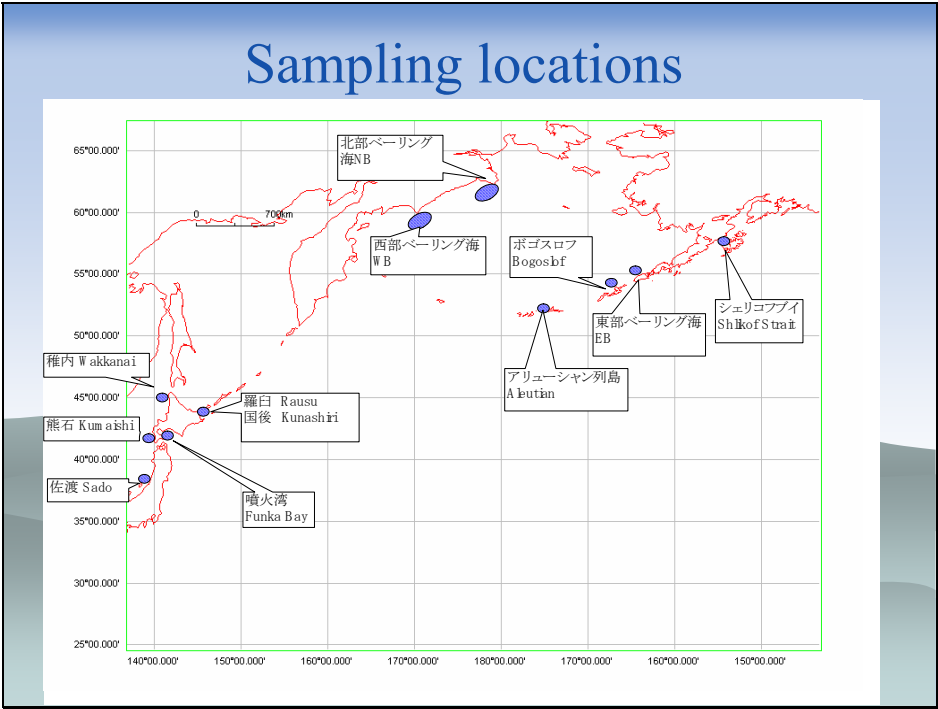 Sampling locations
65°00.000'
60°00.000'
55°00.000'
50°00.000'
45°00.000'
40°00.000'
35°00.000'
30°00.000'
25°00.000'
0 700km
北部ベーリング
海NB
西部ベーリング海
WB
ボゴスロフ
Bogoslof
東部ベーリング海
EB
シェリコフブイ
Shlikof Strait
アリューシャン列島
Aleutian
稚内 Wakkanai
羅臼 Rausu
国後 Kunashiri
熊石 Kumaishi
佐渡 Sado
噴火湾
Funka Bay
140°00.000' 150°00.000' 160°00.000' 170°00.000' 180°00.000' 170°00.000' 160°00.000' 150°00.000'